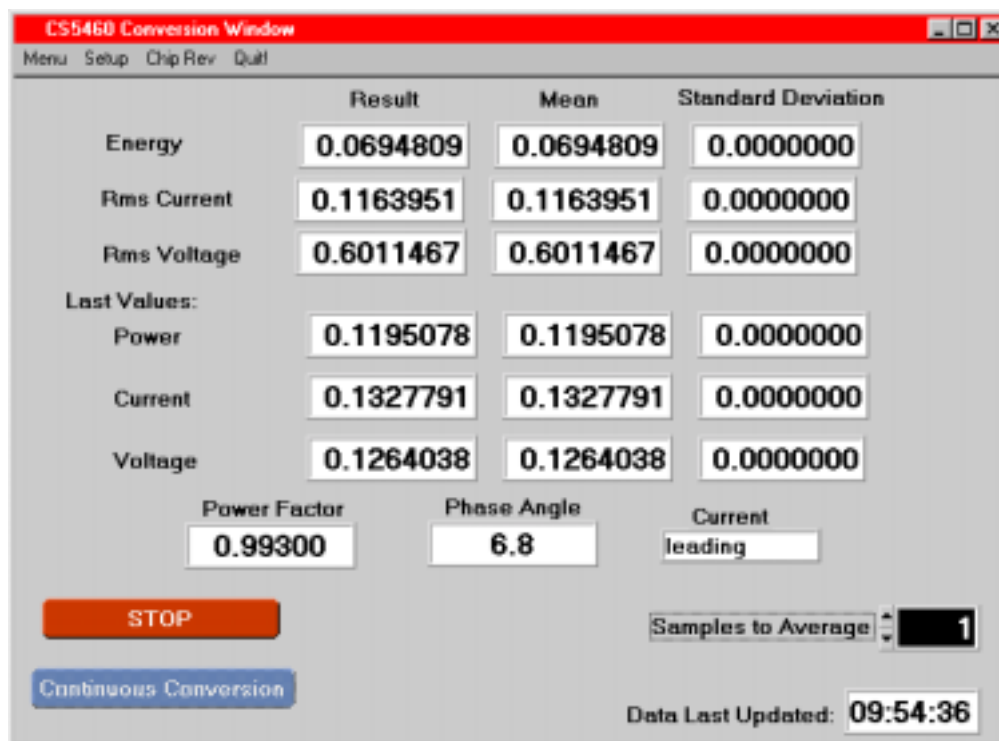 CS5460 Conversion Window
Menu Setup Chip Rev Quit!
Result Mean Standard Deviation
Energy 0.0694809 0.0694809 0.0000000
Rms Current 0.1163951 0.1163951 0.0000000
Rms Voltage 0.6011467 0.6011467 0.0000000
Last Values:
Power 0.1195078 0.1195078 0.0000000
Current 0.1327791 0.1327791 0.0000000
Voltage 0.1264038 0.1264038 0.0000000
Power Factor Phase Angle Current
0.99300 6.8 leading
STOP
Samples to Average 1
Continuous Conversion
Data Last Updated: 09:54:36